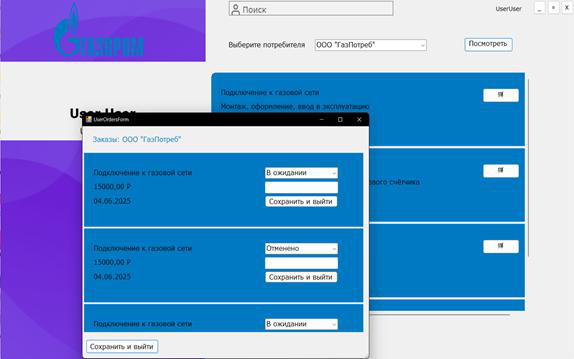 Поиск
UserUser
ГАЗПРОМ
Выберите потребителя
ООО "ГазПотреб"
Посмотреть
Подключение к газовой сети
Монтаж, оформление, ввод в эксплуатацию
User User
UserOrdersForm
Заказы: ООО "ГазПотреб"
Подключение к газовой сети
В ожидании
15000,00 ₽
04.06.2025
Сохранить и выйти
Подключение к газовой сети
Отменено
15000,00 ₽
04.06.2025
Сохранить и выйти
Подключение к газовой сети
В ожидании
Сохранить и выйти
счётчика